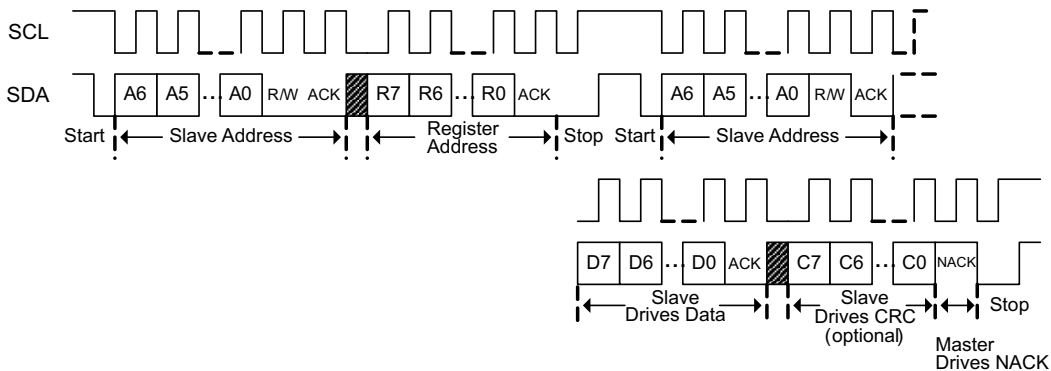 SCL
SDA
A6 A5 ... A0 R/W ACK R7 R6 ... R0 ACK A6 A5 ... A0 R/W ACK
Start Slave Address Register Address Stop Start Slave Address
D7 D6 ... D0 ACK C7 C6 ... C0 NACK
Slave Drives Data Slave Drives CRC (optional) Stop
Master
Drives NACK